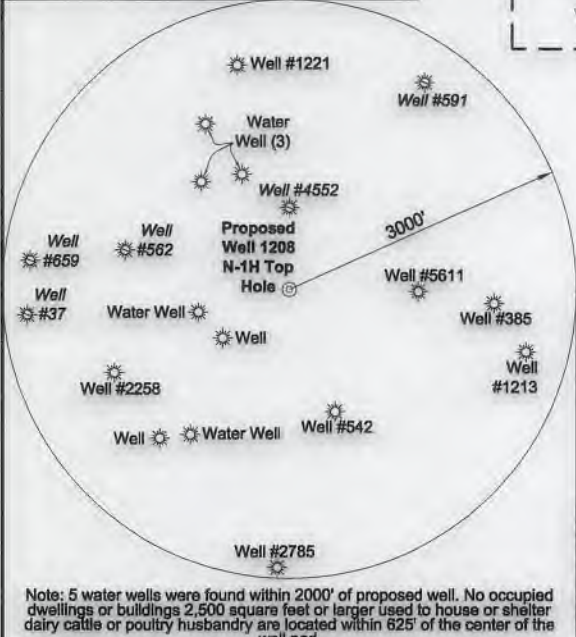 Well #1221
Well #591
Water
Well (3)
Well #4552
Proposed
Well 1208
N-1H Top
Hole
3000'
Well
#562
Well
#659
Well
#37
Well #5611
Well #385
Water Well
Well
Well
#1213
Well #2258
Well #542
Well
Water Well
Well #2785
Note: 5 water wells were found within 2000' of proposed well. No occupied
dwellings or buildings 2,500 square feet or larger used to house or shelter
dairy cattle or poultry husbandry are located within 625' of the center of the
well pad.